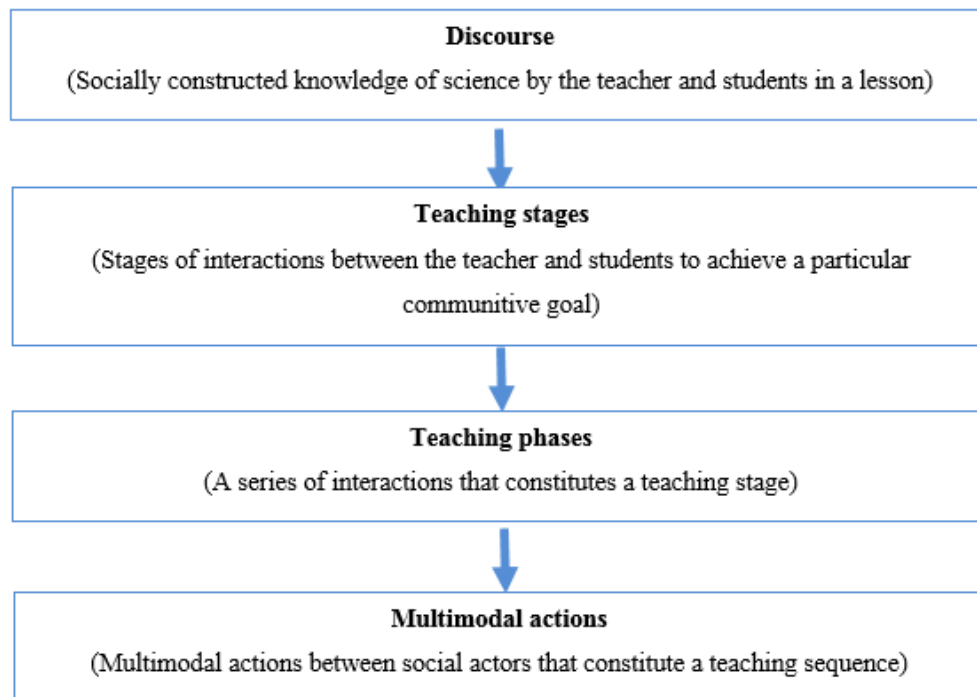 Discourse
(Socially constructed knowledge of science by the teacher and students in a lesson)
Teaching stages
(Stages of interactions between the teacher and students to achieve a particular
communitive goal)
Teaching phases
(A series of interactions that constitutes a teaching stage)
Multimodal actions
(Multimodal actions between social actors that constitute a teaching sequence)